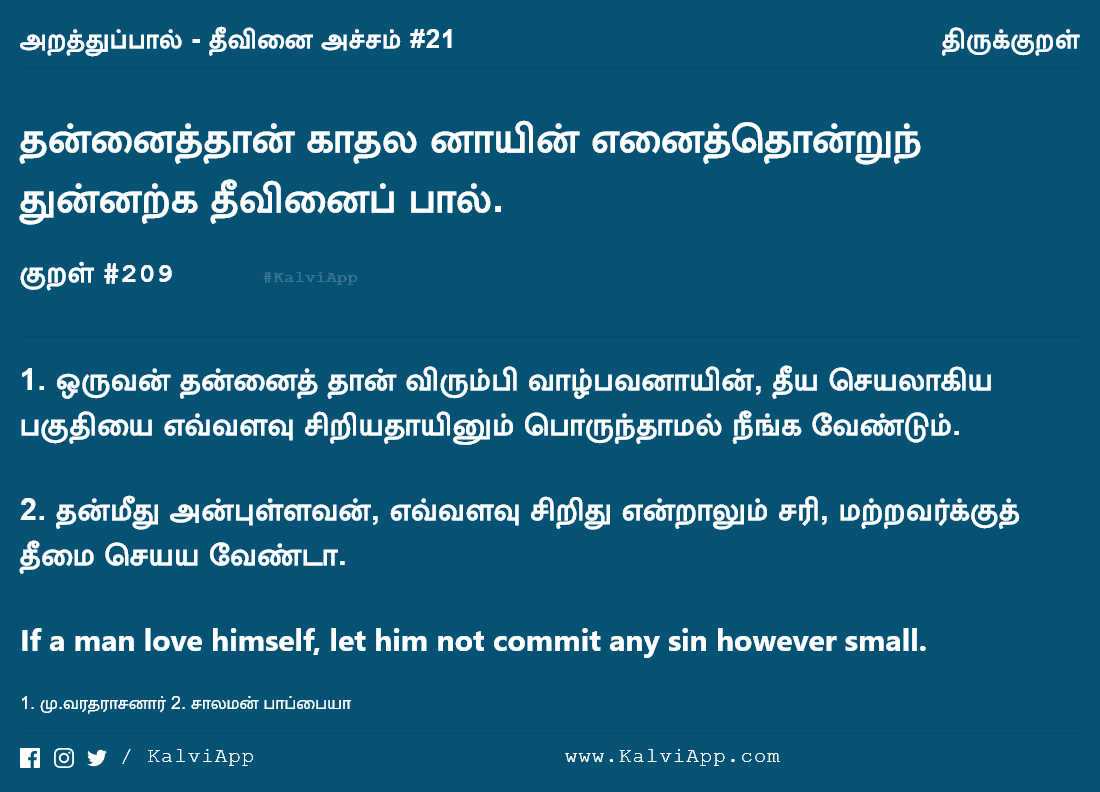 அறத்துப்பால் - தீவினை அச்சம் #21
திருக்குறள்
தன்னைத்தான் காதல னாயின் எனைத்தொன்றுந்
துன்னற்க தீவினைப் பால்.
குறள் #209
#KalviApp
1. ஒருவன் தன்னைத் தான் விரும்பி வாழ்பவனாயின், தீய செயலாகிய
பகுதியை எவ்வளவு சிறியதாயினும் பொருந்தாமல் நீங்க வேண்டும்.
2. தன்மீது அன்புள்ளவன், எவ்வளவு சிறிது என்றாலும் சரி, மற்றவர்க்குத்
தீமை செயய வேண்டா.
If a man love himself, let him not commit any sin however small.
1. மு.வரதராசனார் 2. சாலமன் பாப்பையா
/ KalviApp
www.KalviApp.com